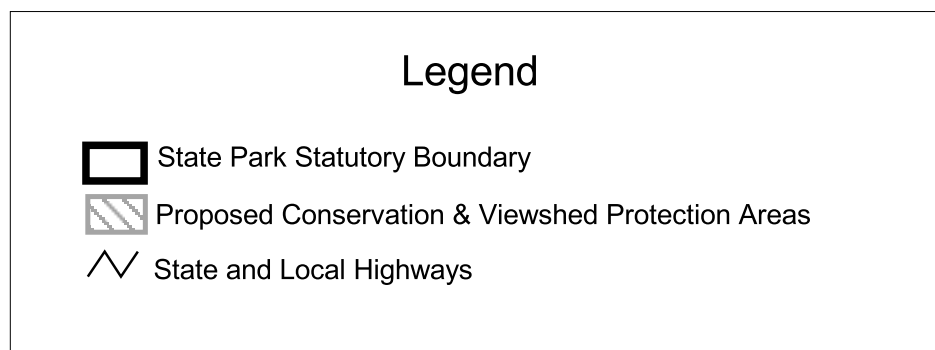 Legend
State Park Statutory Boundary
Proposed Conservation & Viewshed Protection Areas
State and Local Highways